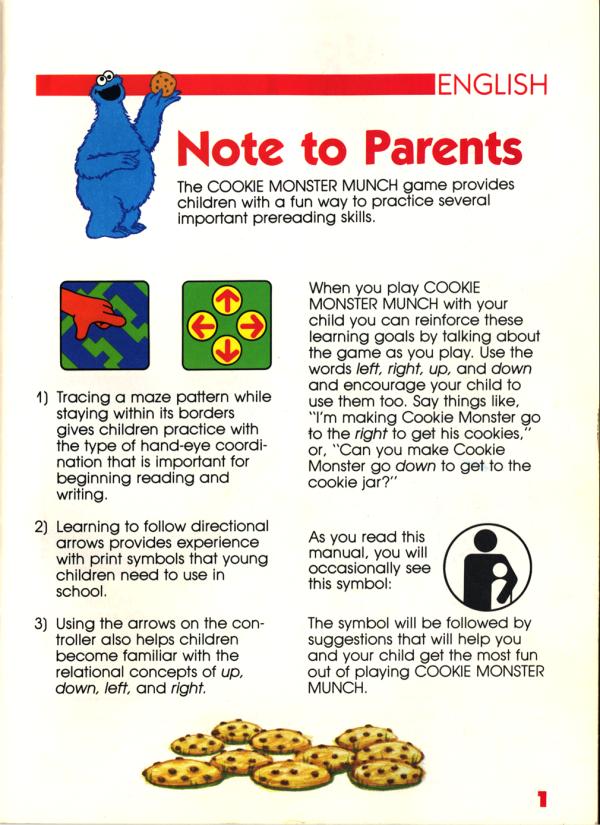 ENGLISH
Note to Parents
The COOKIE MONSTER MUNCH game provides
children with a fun way to practice several
important prereading skills.
1) Tracing a maze pattern while
staying within its borders
gives children practice with
the type of hand-eye coordi-
nation that is important for
beginning reading and
writing.
2) Learning to follow directional
arrows provides experience
with print symbols that young
children need to use in
school.
3) Using the arrows on the con-
troller also helps children
become familiar with the
relational concepts of up,
down, left, and right.
When you play COOKIE
MONSTER MUNCH with your
child you can reinforce these
learning goals by talking about
the game as you play. Use the
words left, right, up, and down
and encourage your child to
use them too. Say things like,
"I'm making Cookie Monster go
to the right to get his cookies,"
or, "Can you make Cookie
Monster go down to get to the
cookie jar?"
As you read this
manual, you will
occasionally see
this symbol:
The symbol will be followed by
suggestions that will help you
and your child get the most fun
out of playing COOKIE MONSTER
MUNCH.
1